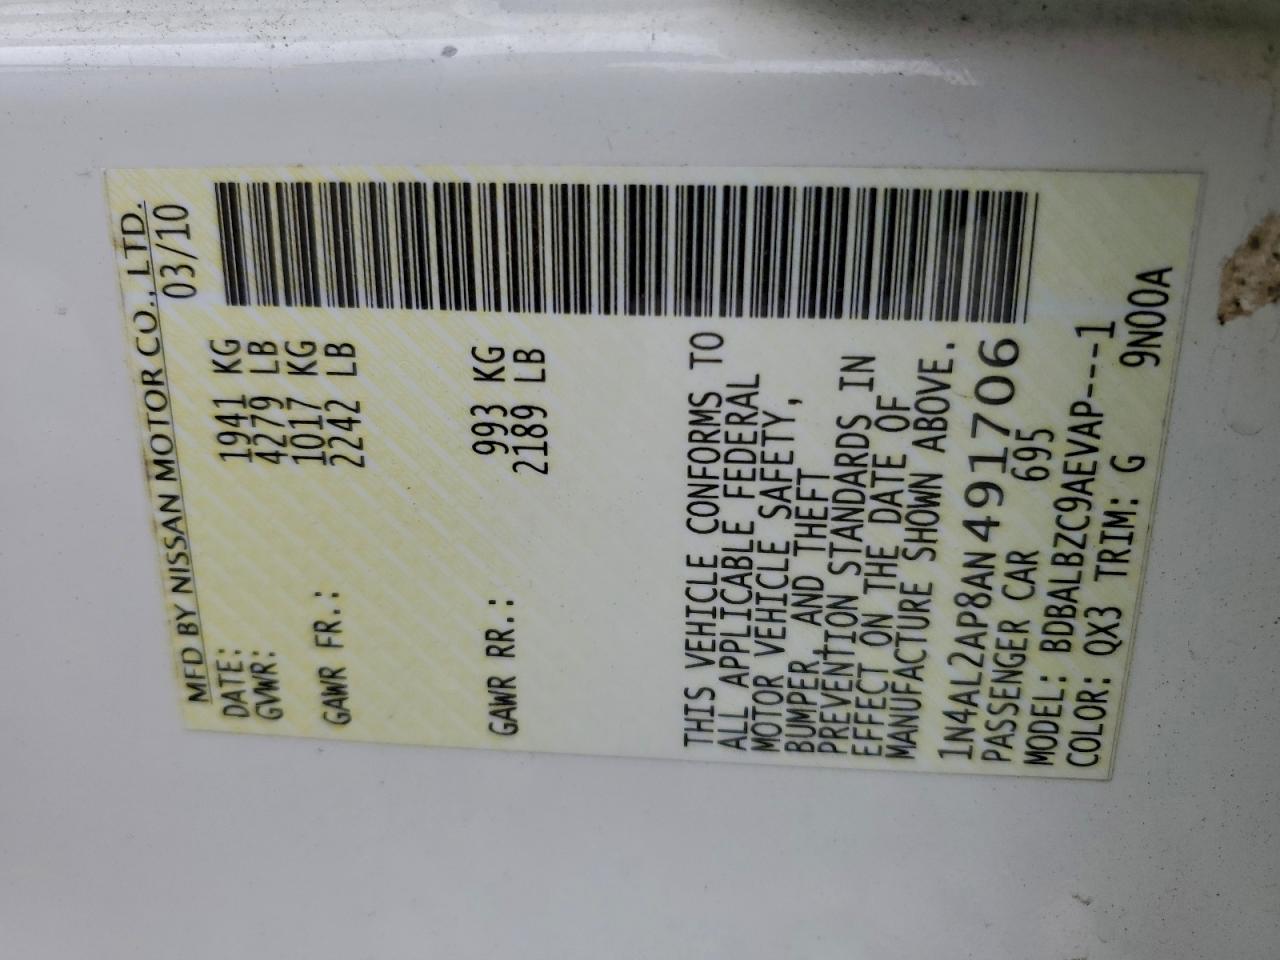 MFD BY NISSAN MOTOR CO., LTD.
DATE: 03/10
GVWR: 1941 KG
4279 LB
GAWR FR.: 1017 KG
2242 LB
GAWR RR.: 993 KG
2189 LB
THIS VEHICLE CONFORMS TO
ALL APPLICABLE FEDERAL
MOTOR VEHICLE SAFETY,
BUMPER, AND THEFT
PREVENTION STANDARDS IN
EFFECT ON THE DATE OF
MANUFACTURE SHOWN ABOVE.
1N4AL2AP8AN491706
PASSENGER CAR 695
MODEL: BDBALBZC9AEVAP----1
COLOR: QX3 TRIM: G 9N00A